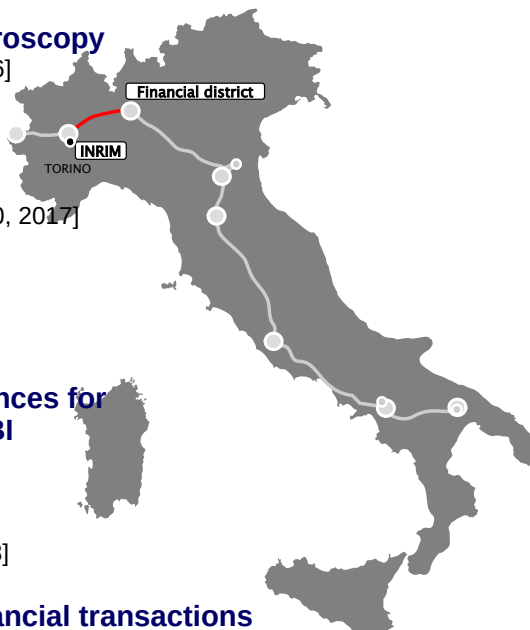 roscopy
6]
Financial district
INRIM
TORINO
0, 2017]
nces for
BI
3]
ancial transactions